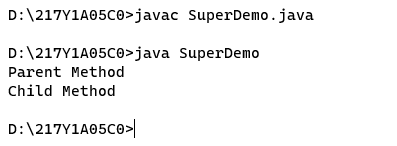 D:\217Y1A05C0>javac SuperDemo.java
D:\217Y1A05C0>java SuperDemo
Parent Method
Child Method
D:\217Y1A05C0>